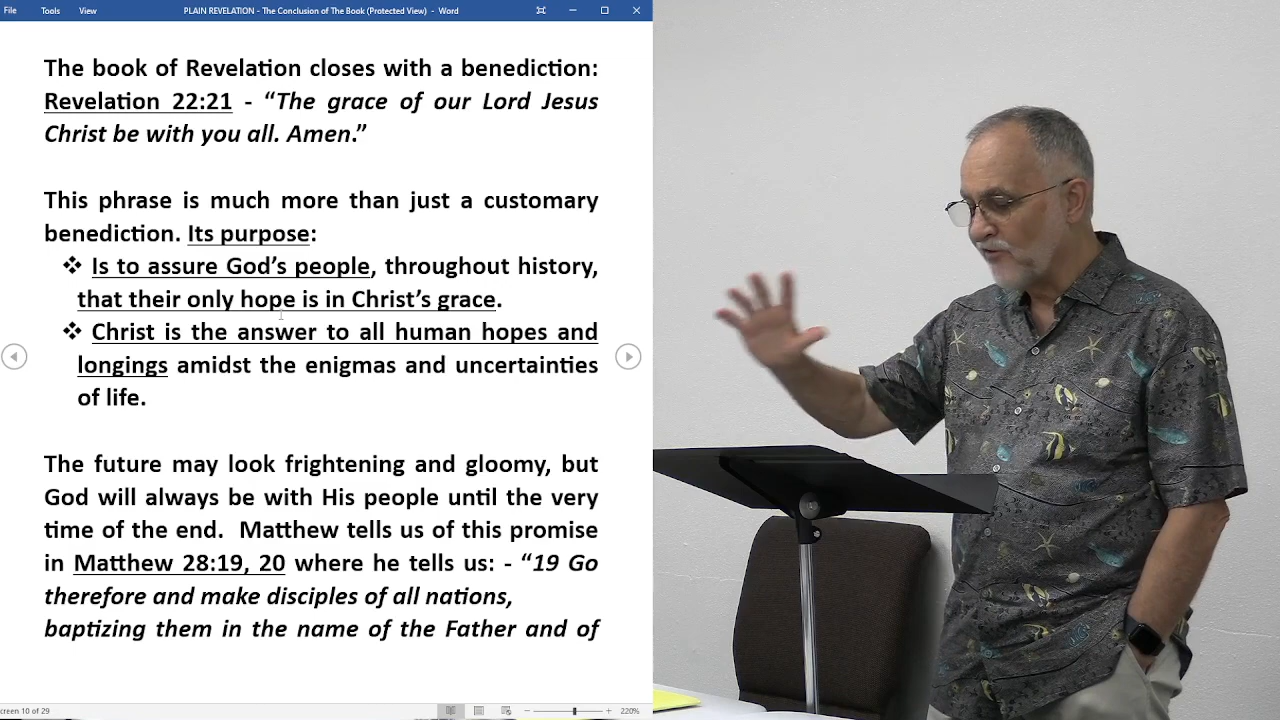 File Tools View PLAIN REVELATION - The Conclusion of The Book (Protected View) - Word
The book of Revelation closes with a benediction:
Revelation 22:21 - “The grace of our Lord Jesus
Christ be with you all. Amen.”
This phrase is much more than just a customary
benediction. Its purpose:
❖ Is to assure God’s people, throughout history,
that their only hope is in Christ’s grace.
❖ Christ is the answer to all human hopes and
longings amidst the enigmas and uncertainties
of life.
The future may look frightening and gloomy, but
God will always be with His people until the very
time of the end. Matthew tells us of this promise
in Matthew 28:19, 20 where he tells us: - “19 Go
therefore and make disciples of all nations,
baptizing them in the name of the Father and of
creen 10 of 29 220%